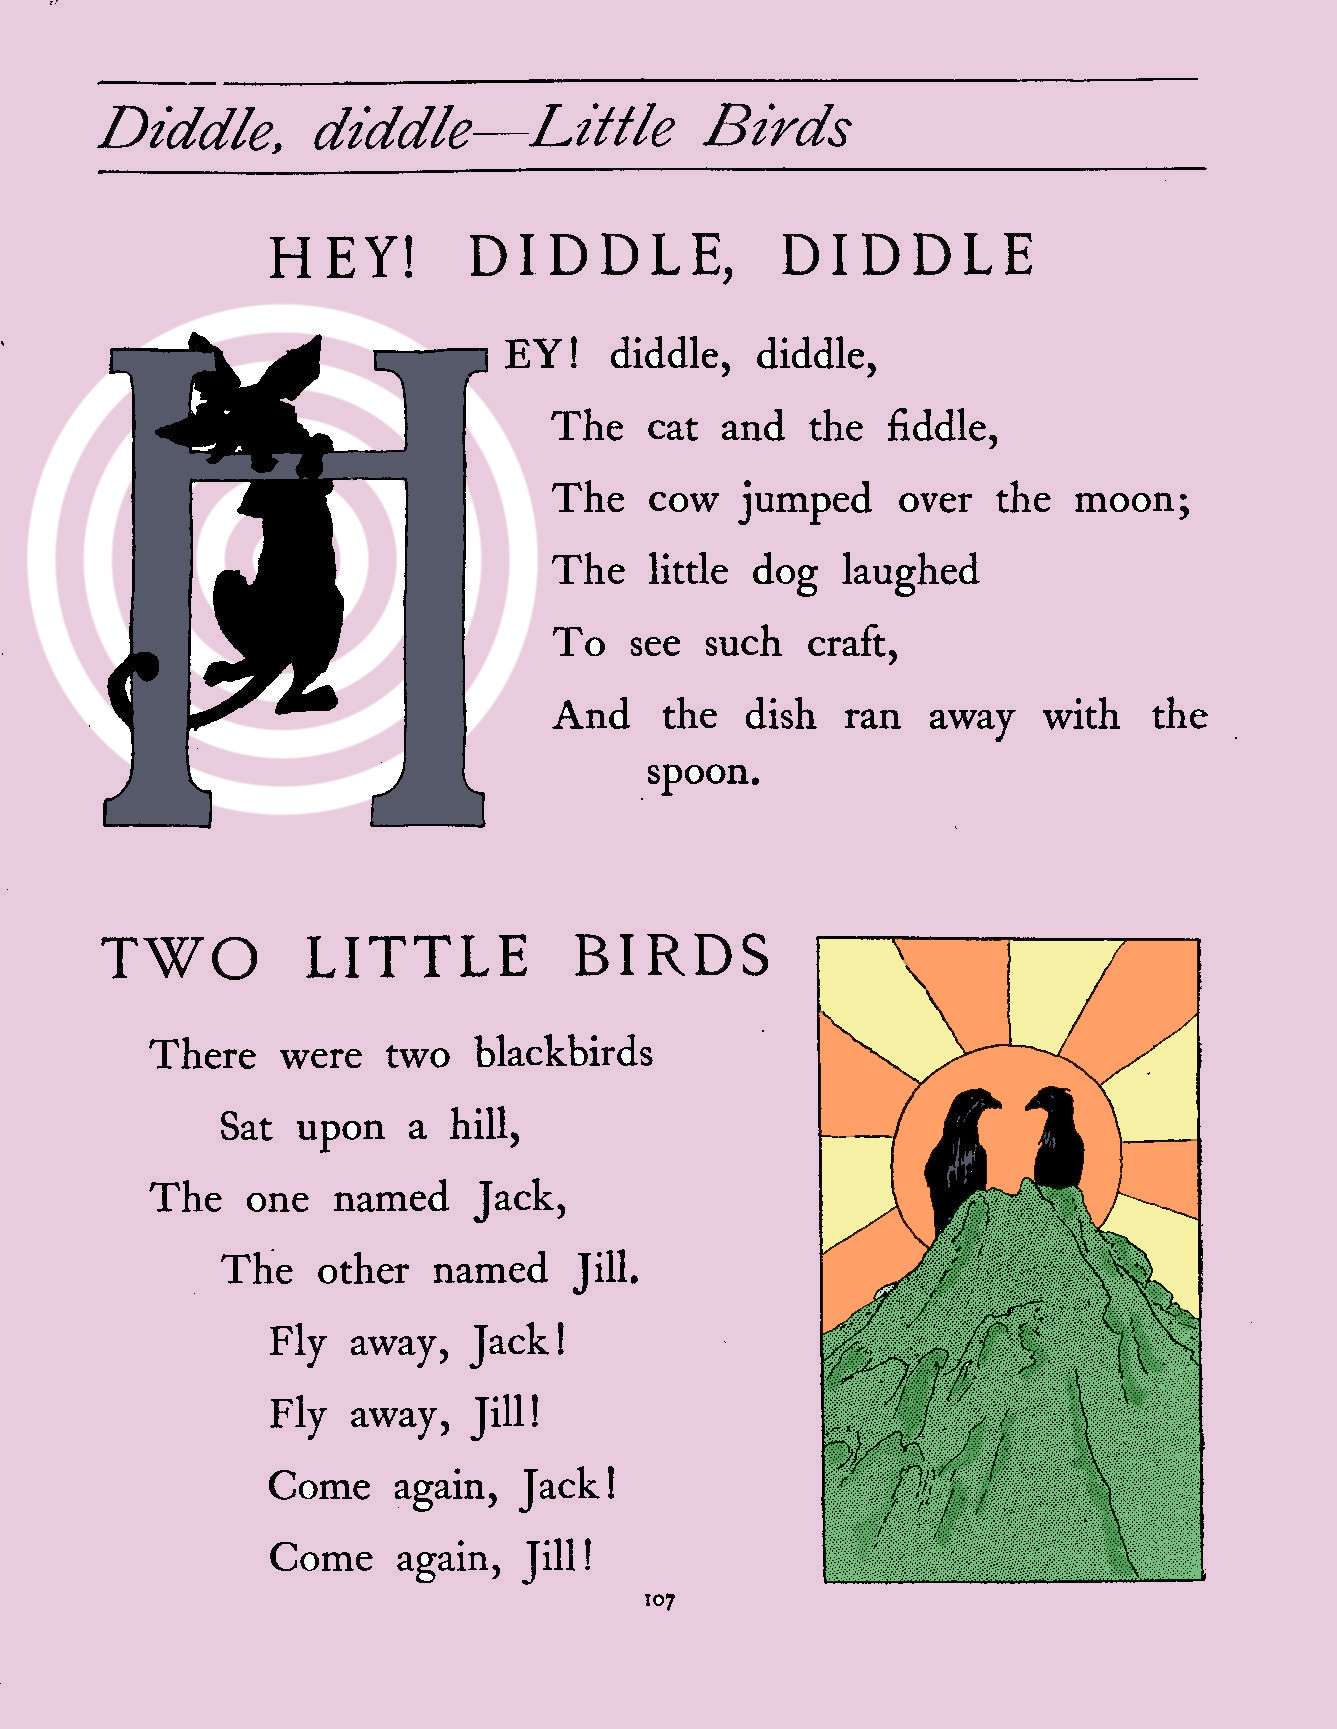 Diddle, diddle—Little Birds
HEY! DIDDLE, DIDDLE
HEY! diddle, diddle,
The cat and the fiddle,
The cow jumped over the moon;
The little dog laughed
To see such craft,
And the dish ran away with the
spoon.
TWO LITTLE BIRDS
There were two blackbirds
Sat upon a hill,
The one named Jack,
The other named Jill.
Fly away, Jack!
Fly away, Jill!
Come again, Jack!
Come again, Jill!
107